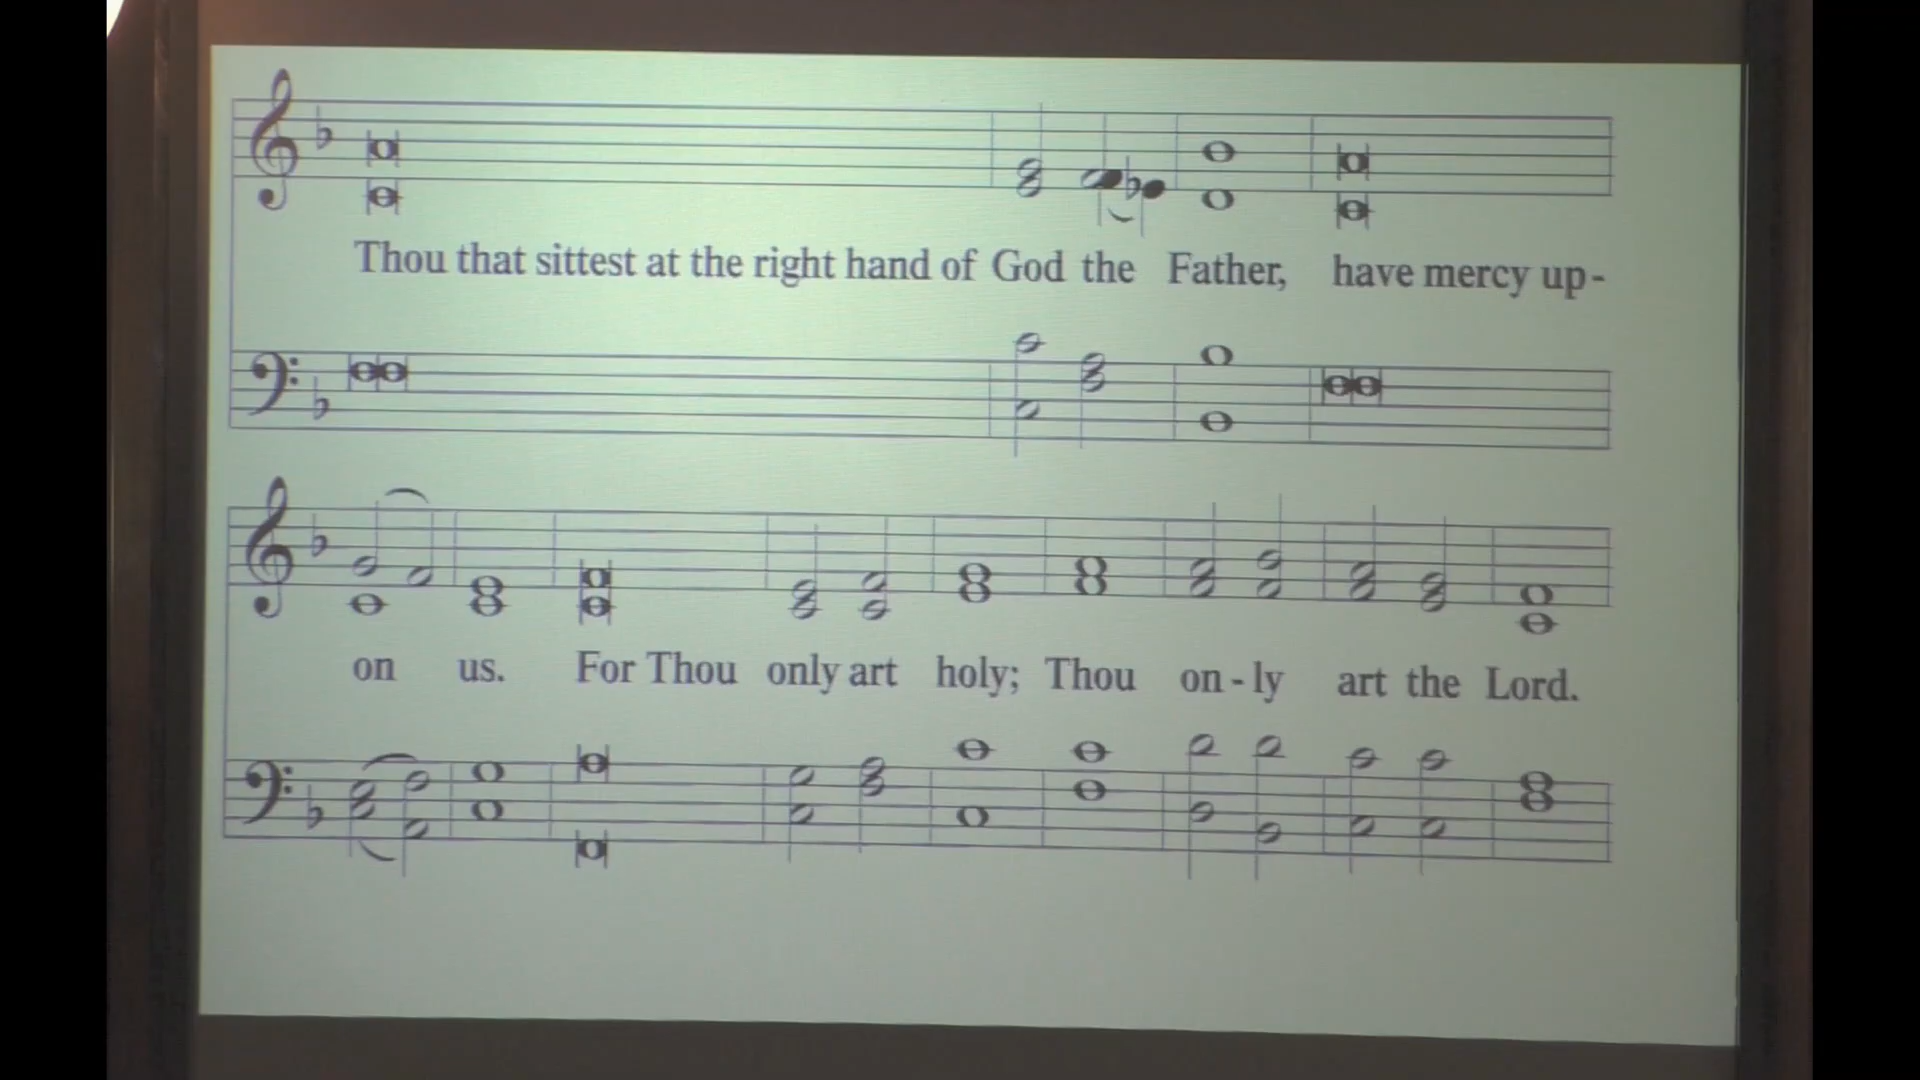 Thou that sittest at the right hand of God the Father, have mercy up-
on us. For Thou only art holy; Thou on - ly art the Lord.